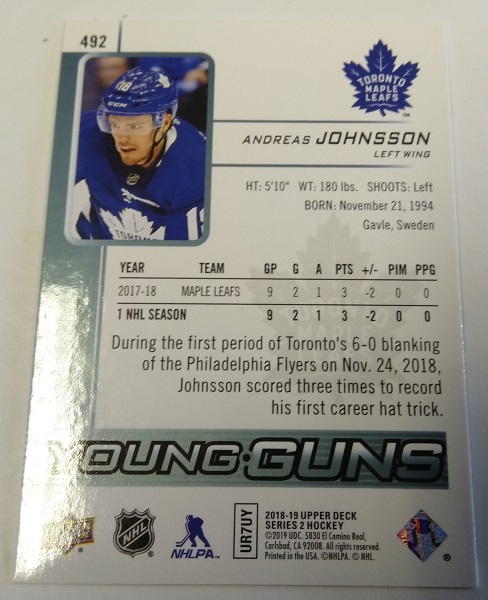 492
TORONTO
MAPLE
LEAFS
TM
18
CCM
ANDREAS JOHNSSON
LEFT WING
HT: 5'10" WT: 180 lbs. SHOOTS: Left
BORN: November 21, 1994
Gavle, Sweden
YEAR TEAM GP G A PTS +/- PIM PPG
2017-18 MAPLE LEAFS 9 2 1 3 -2 0 0
1 NHL SEASON 9 2 1 3 -2 0 0
During the first period of Toronto's 6-0 blanking
of the Philadelphia Flyers on Nov. 24, 2018,
Johnsson scored three times to record
his first career hat trick.
YOUNG·GUNS
NHL
NHLPA
UR7UY
2018-19 UPPER DECK
SERIES 2 HOCKEY
©2019 UDC. 5830 El Camino Real,
Carlsbad, CA 92008. All rights reserved.
Printed in the USA. ©NHLPA. ©NHL
®